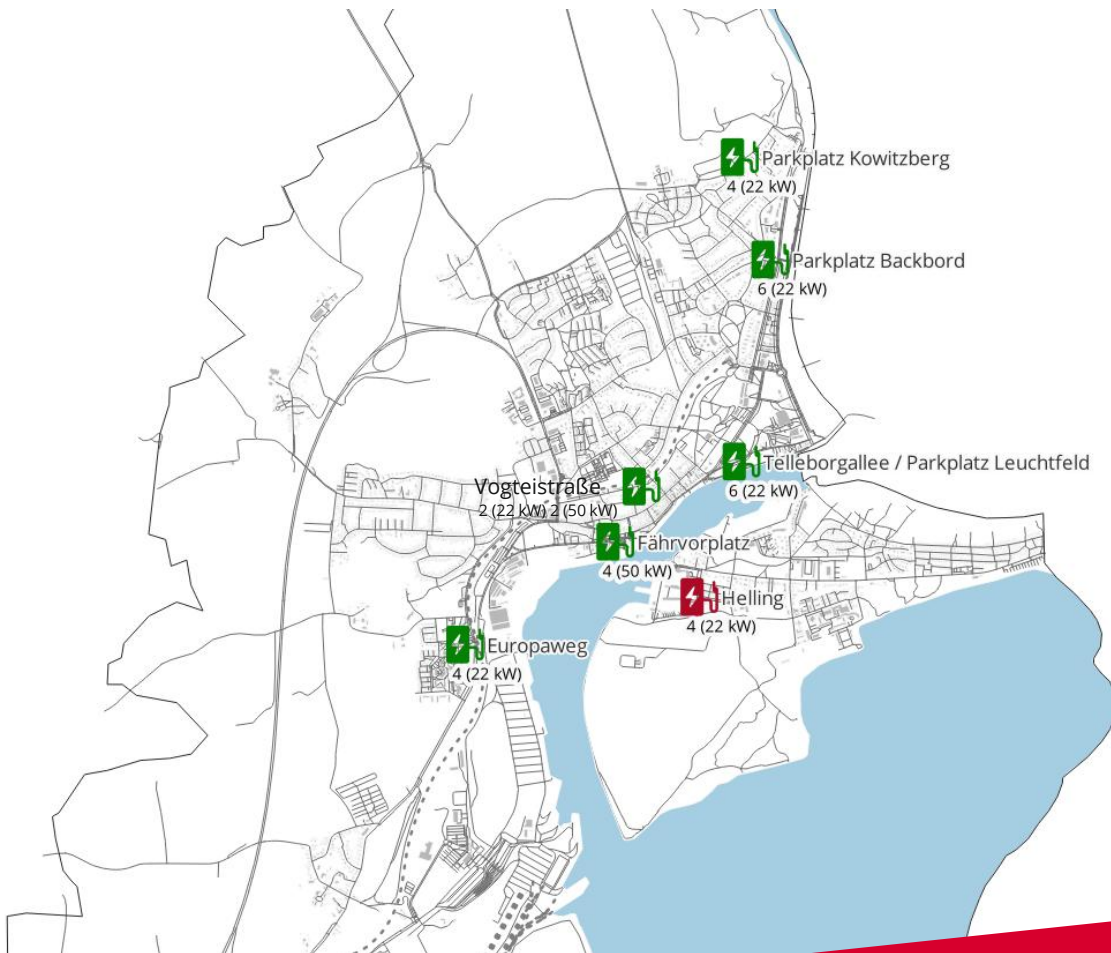 Parkplatz Kowitzberg
4 (22 kW)
Parkplatz Backbord
6 (22 kW)
Telleborgallee / Parkplatz Leuchtfeld
6 (22 kW)
Vogteistraße
2 (22 kW) 2 (50 kW)
Fährvorplatz
4 (50 kW)
Helling
4 (22 kW)
Europaweg
4 (22 kW)